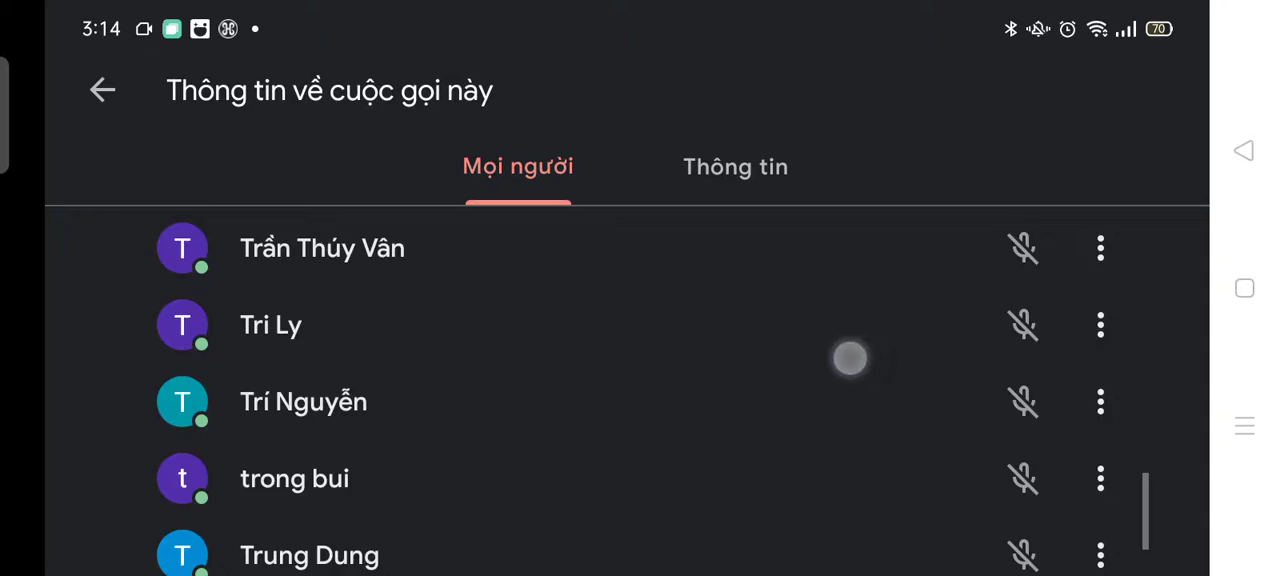 3:14
70
Thông tin về cuộc gọi này
Mọi người
Thông tin
T
Trần Thúy Vân
T
Tri Ly
T
Trí Nguyễn
t
trong bui
T
Trung Dung